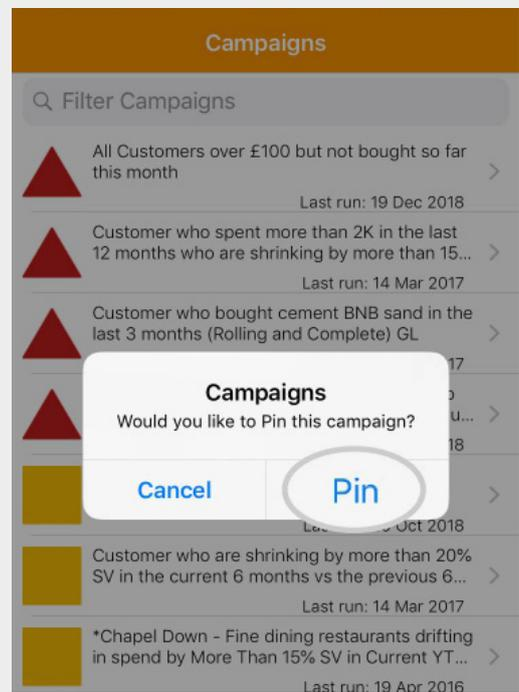 Campaigns
Filter Campaigns
All Customers over £100 but not bought so far
this month
Last run: 19 Dec 2018
Customer who spent more than 2K in the last
12 months who are shrinking by more than 15...
Last run: 14 Mar 2017
Customer who bought cement BNB sand in the
last 3 months (Rolling and Complete) GL
17
Campaigns
Would you like to Pin this campaign?
u...
18
Cancel
Pin
Oct 2018
Customer who are shrinking by more than 20%
SV in the current 6 months vs the previous 6...
Last run: 14 Mar 2017
*Chapel Down - Fine dining restaurants drifting
in spend by More Than 15% SV in Current YT...
Last run: 19 Apr 2016